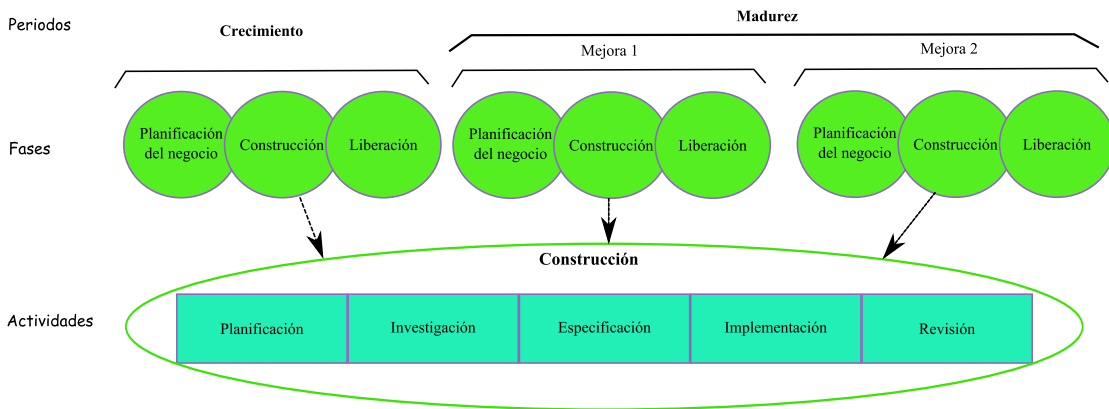 Periodos
Crecimiento
Madurez
Mejora 1
Mejora 2
Fases
Planificación
del negocio
Construcción
Liberación
Planificación
del negocio
Construcción
Liberación
Planificación
del negocio
Construcción
Liberación
Construcción
Actividades
Planificación
Investigación
Especificación
Implementación
Revisión